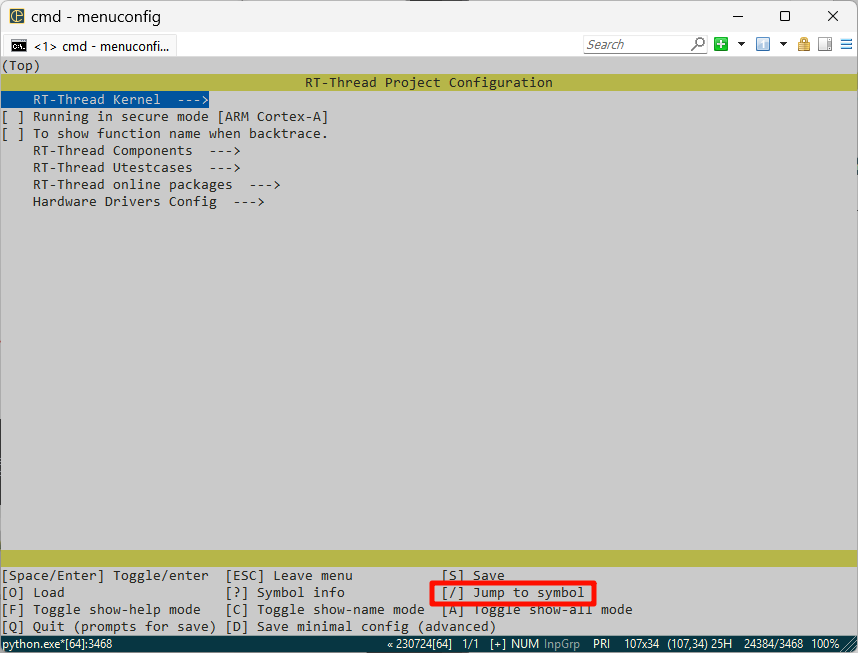 cmd - menuconfig
<1> cmd - menuconfi...
Search
(Top)
RT-Thread Project Configuration
RT-Thread Kernel  --->
[ ] Running in secure mode [ARM Cortex-A]
[ ] To show function name when backtrace.
RT-Thread Components  --->
RT-Thread Utestcases  --->
RT-Thread online packages  --->
Hardware Drivers Config  --->
[Space/Enter] Toggle/enter  [ESC] Leave menu  [S] Save
[O] Load  [?] Symbol info  [/] Jump to symbol
[F] Toggle show-help mode  [C] Toggle show-name mode  [A] Toggle show-all mode
[Q] Quit (prompts for save)  [D] Save minimal config (advanced)
python.exe*[64]:3468  « 230724[64]  1/1  [+] NUM  InpGrp  PRI  107x34  (107,34) 25H  24384/3468  100%